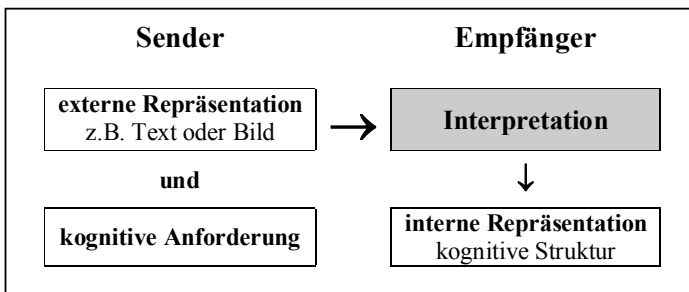 Sender
Empfänger
externe Repräsentation
z.B. Text oder Bild
Interpretation
und
kognitive Anforderung
interne Repräsentation
kognitive Struktur